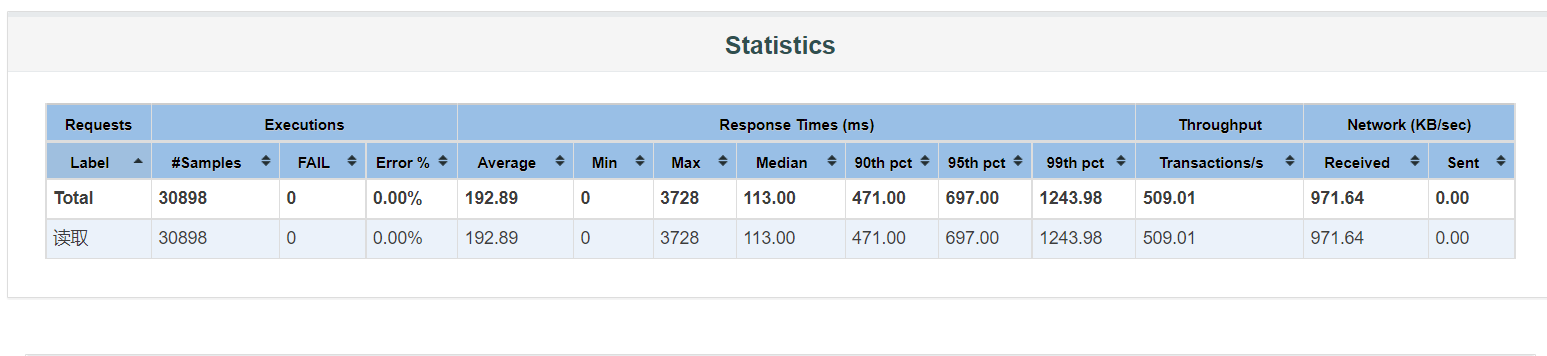 Statistics
Requests Executions Response Times (ms) Throughput Network (KB/sec)
Label #Samples FAIL Error % Average Min Max Median 90th pct 95th pct 99th pct Transactions/s Received Sent
Total 30898 0 0.00% 192.89 0 3728 113.00 471.00 697.00 1243.98 509.01 971.64 0.00
读取 30898 0 0.00% 192.89 0 3728 113.00 471.00 697.00 1243.98 509.01 971.64 0.00